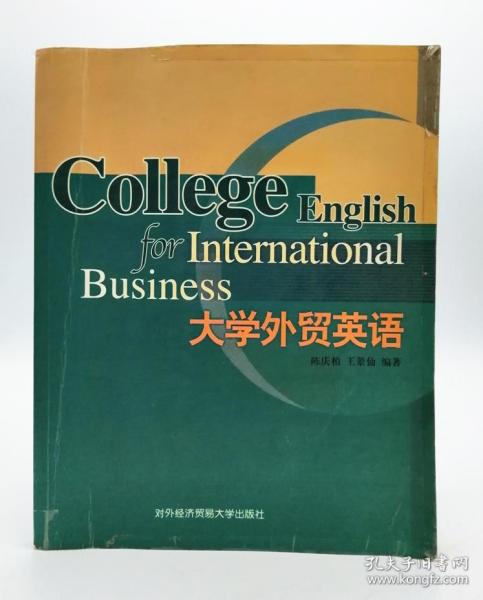 College English
for International
Business
大学外贸英语
陈庆柏 王景仙 编著
对外经济贸易大学出版社
孔夫子旧书网
www.kongfz.com